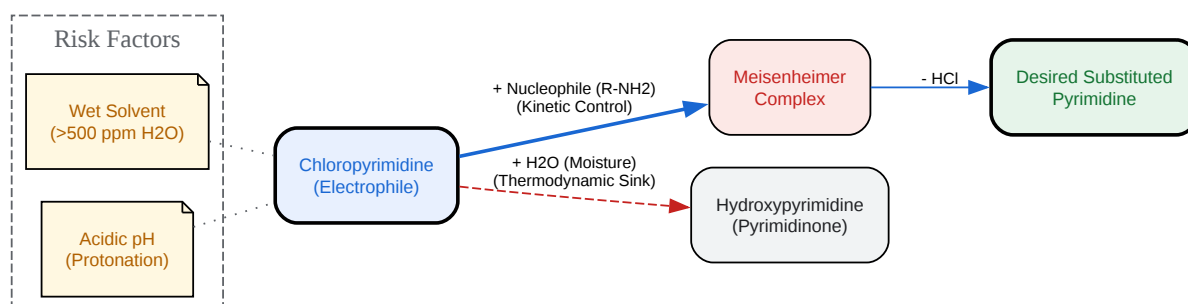 Risk Factors
Wet Solvent
(>500 ppm H2O)
Acidic pH
(Protonation)
Chloropyrimidine
(Electrophile)
+ Nucleophile (R-NH2)
(Kinetic Control)
+ H2O (Moisture)
(Thermodynamic Sink)
Meisenheimer
Complex
- HCl
Desired Substituted
Pyrimidine
Hydroxypyrimidine
(Pyrimidinone)